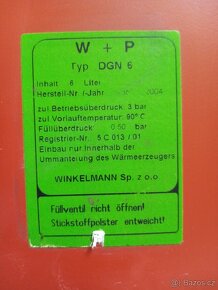 W + P
Typ DGN 6
Inhalt 6 Liter
Herstell-Nr./-Jahr 2004
zul.Betriebsüberdruck: 3 bar
zul.Vorlauftemperatur: 90°C
Fülüberdruck: 0.50 bar
Registrier-Nr.: 5 C 013 / 01
Einbau nur innerhalb der
Ummantelung des Wärmeerzeugers
WINKELMANN Sp. z o.o
Füllventil nicht öffnen!
Stickstoffpolster entweicht!
Bazoš.cz